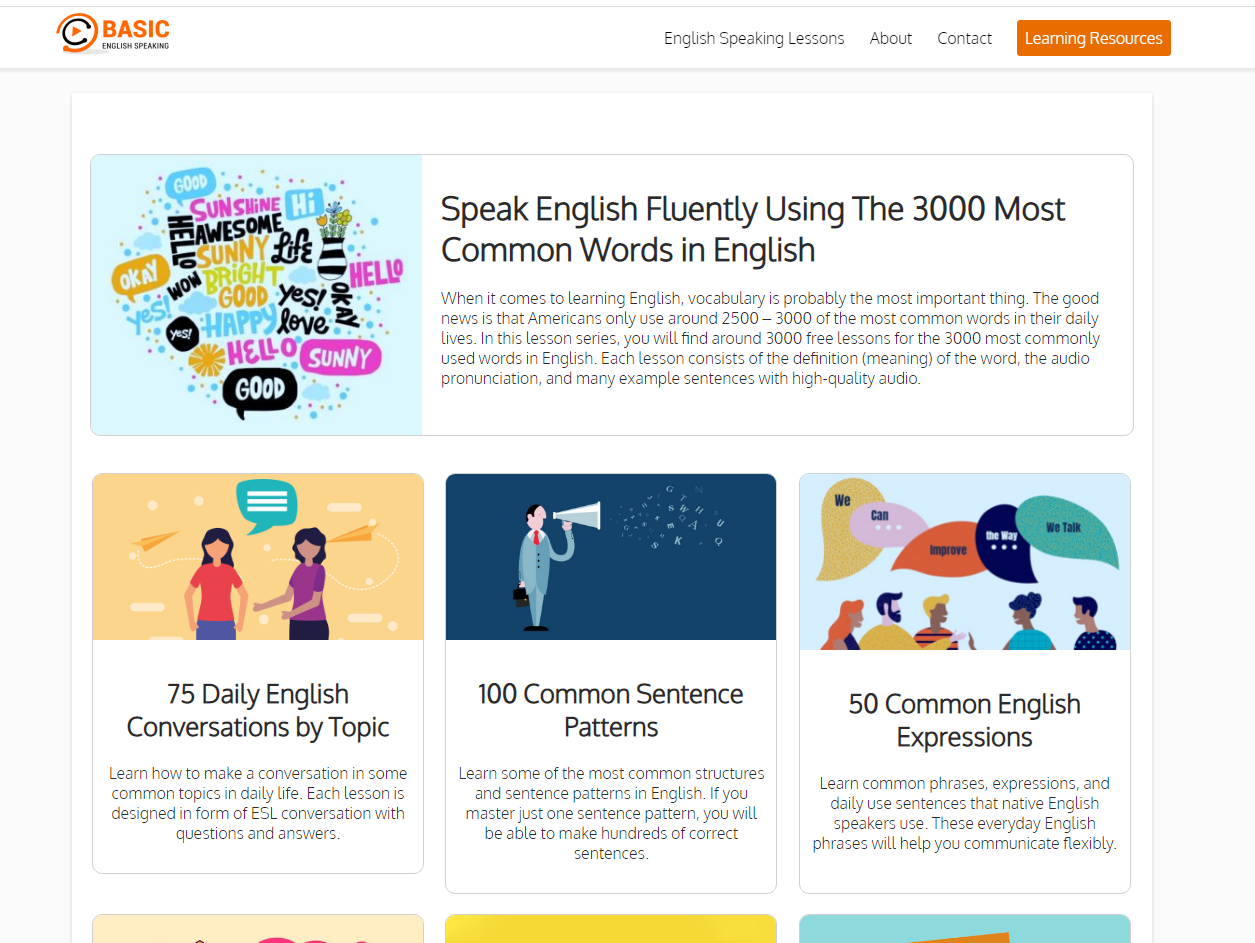 BASIC
ENGLISH SPEAKING
English Speaking Lessons
About
Contact
Learning Resources
GOOD
SUNSHINE
Hi
HELLO
AWESOME
SUNNY
Life
OKAY
WOW
BRIGHT
HELLO
yes!
GOOD
yes!
OKAY
yes!
HAPPY
love
HELLO
SUNNY
GOOD
Speak English Fluently Using The 3000 Most
Common Words in English
When it comes to learning English, vocabulary is probably the most important thing. The good
news is that Americans only use around 2500 – 3000 of the most common words in their daily
lives. In this lesson series, you will find around 3000 free lessons for the 3000 most commonly
used words in English. Each lesson consists of the definition (meaning) of the word, the audio
pronunciation, and many example sentences with high-quality audio.
75 Daily English
Conversations by Topic
Learn how to make a conversation in some
common topics in daily life. Each lesson is
designed in form of ESL conversation with
questions and answers.
100 Common Sentence
Patterns
Learn some of the most common structures
and sentence patterns in English. If you
master just one sentence pattern, you will
be able to make hundreds of correct
sentences.
We
Can
Improve
the Way
We Talk
50 Common English
Expressions
Learn common phrases, expressions, and
daily use sentences that native English
speakers use. These everyday English
phrases will help you communicate flexibly.